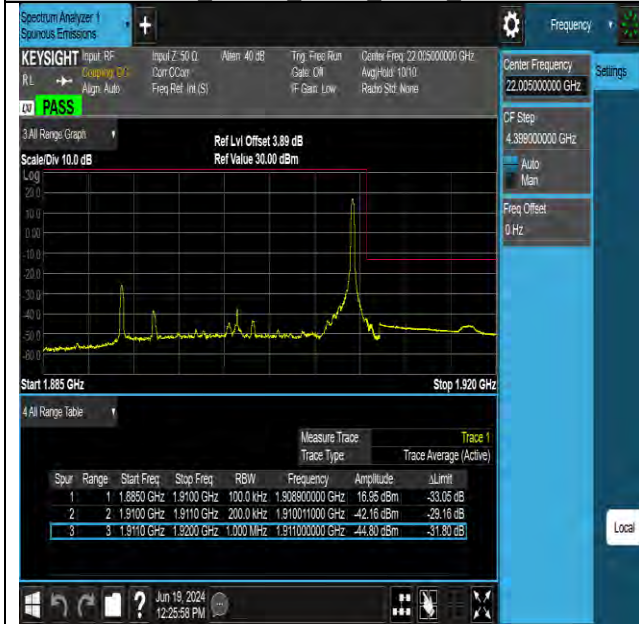 Spectrum Analyzer 1
Spurious Emissions
+
Frequency
KEYSIGHT Input: RF Input Z: 50 Ω Atten: 40 dB Trig: Free Run Center Freq: 22.005000000 GHz
RL Coupling: DC Corr CCorr Gate: Off Avg|Hold: 10/10
Align: Auto Freq Ref: Int (S) IF Gain: Low Radio Std: None
PASS
Center Frequency
22.005000000 GHz
Settings
CF Step
4.399000000 GHz
Auto
Man
Freq Offset
0 Hz
3 All Range Graph
Ref Lvl Offset 3.89 dB
Scale/Div 10.0 dB Ref Value 30.00 dBm
Log
20.0
10.0
0.00
-10.0
-20.0
-30.0
-40.0
-50.0
-60.0
Start 1.885 GHz Stop 1.920 GHz
4 All Range Table
Measure Trace Trace 1
Trace Type Trace Average (Active)
Spur Range Start Freq Stop Freq RBW Frequency Amplitude ΔLimit
1 1 1.8850 GHz 1.9100 GHz 100.0 kHz 1.908900000 GHz 16.95 dBm -33.05 dB
2 2 1.9100 GHz 1.9110 GHz 200.0 kHz 1.910011000 GHz -42.16 dBm -29.16 dB
3 3 1.9110 GHz 1.9200 GHz 1.000 MHz 1.911000000 GHz -44.80 dBm -31.80 dB
Local
? Jun 19, 2024
12:25:58 PM